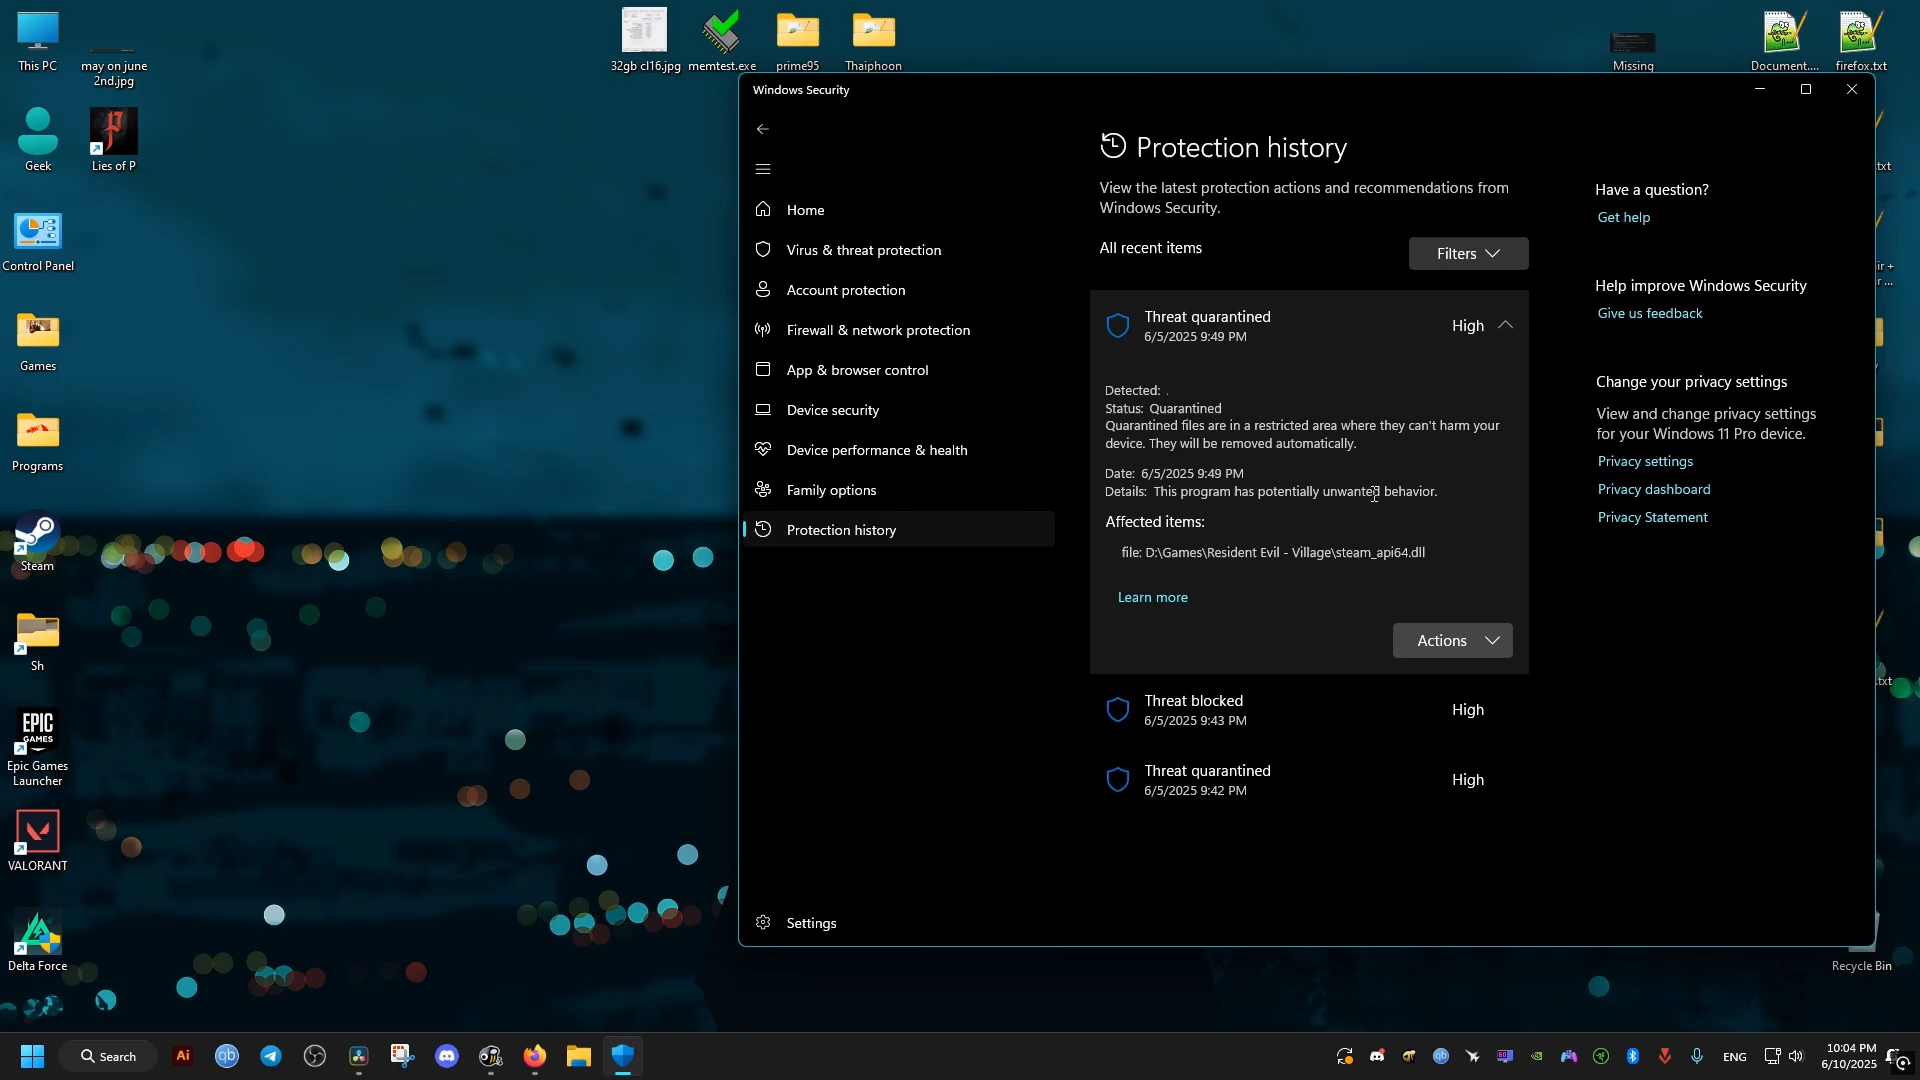 This PC
may on june
2nd.jpg
32gb cl16.jpg
memtest.exe
prime95
Thaiphoon
Missing
Document....
firefox.txt
Geek
Lies of P
Control Panel
Games
Programs
Steam
Sh
EPIC
GAMES
Epic Games
Launcher
VALORANT
Delta Force
Windows Security
Home
Virus & threat protection
Account protection
Firewall & network protection
App & browser control
Device security
Device performance & health
Family options
Protection history
Settings
Protection history
View the latest protection actions and recommendations from
Windows Security.
All recent items
Filters
Threat quarantined
6/5/2025 9:49 PM
High
Detected:
Status: Quarantined
Quarantined files are in a restricted area where they can't harm your
device. They will be removed automatically.
Date: 6/5/2025 9:49 PM
Details: This program has potentially unwanted behavior.
Affected items:
file: D:\Games\Resident Evil - Village\steam_api64.dll
Learn more
Actions
Threat blocked
6/5/2025 9:43 PM
High
Threat quarantined
6/5/2025 9:42 PM
High
Have a question?
Get help
Help improve Windows Security
Give us feedback
Change your privacy settings
View and change privacy settings
for your Windows 11 Pro device.
Privacy settings
Privacy dashboard
Privacy Statement
.txt
ir +
r ...
.txt
Recycle Bin
Search
Ai
qb
ENG
10:04 PM
6/10/2025